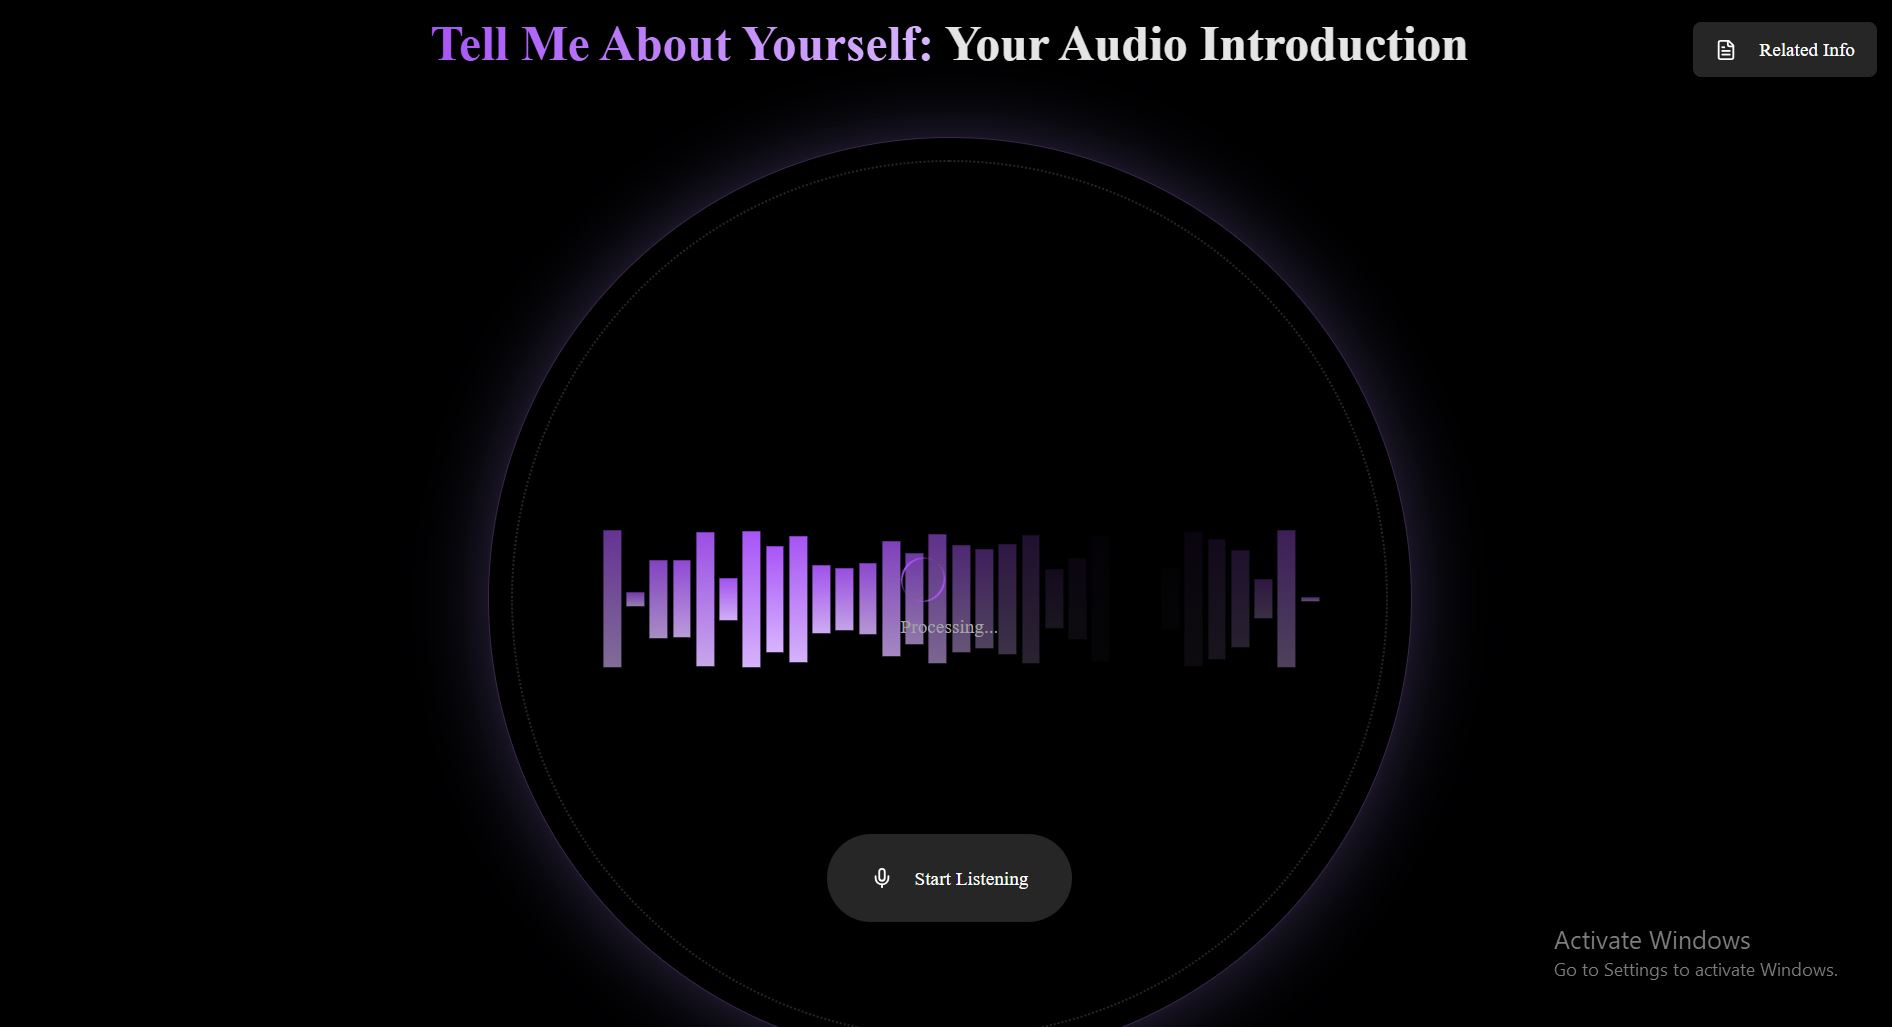 Tell Me About Yourself: Your Audio Introduction
Related Info
Processing...
Start Listening
Activate Windows
Go to Settings to activate Windows.